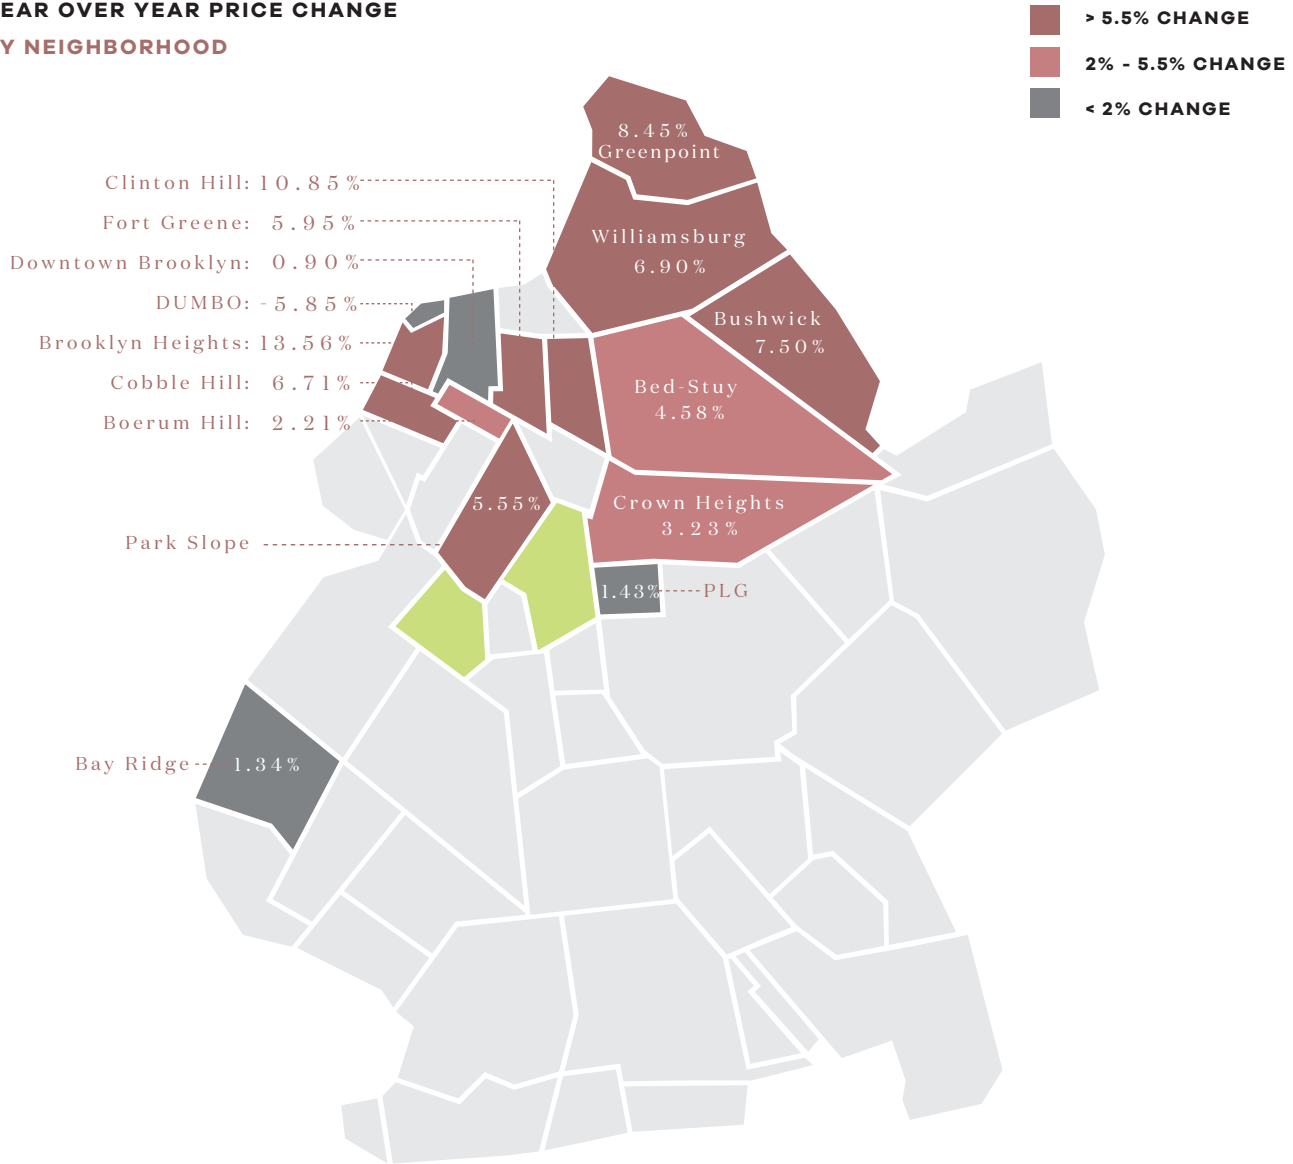 EAR OVER YEAR PRICE CHANGE
Y NEIGHBORHOOD
> 5.5% CHANGE
2% - 5.5% CHANGE
< 2% CHANGE
8.45%
Greenpoint
Clinton Hill: 10.85%
Fort Greene: 5.95%
Williamsburg
6.90%
Downtown Brooklyn: 0.90%
DUMBO: -5.85%
Bushwick
7.50%
Brooklyn Heights: 13.56%
Cobble Hill: 6.71%
Bed-Stuy
4.58%
Boerum Hill: 2.21%
5.55%
Crown Heights
3.23%
Park Slope
1.43%
PLG
Bay Ridge
1.34%